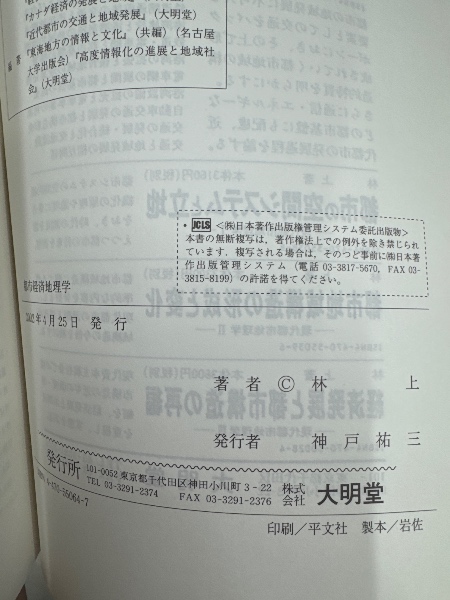 『カナダ経済の発展と地域
『近代都市の交通と地域発展』（大明堂）
『東海地方の情報と文化』（共編）（名古屋
大学出版会）『高度情報化の進展と地域社
会』（大明堂）
編著
JCLS 〈㈱日本著作出版権管理システム委託出版物〉
本書の無断複写は，著作権法上での例外を除き禁じられ
ています．複写される場合は，そのつど事前に㈱日本著
作出版権管理システム（電話 03-3817-5670，FAX 03-
3815-8199）の許諾を得てください．
都市経済地理学
年4月25日 発行
著者 © 林 上
発行者 神戸祐三
発行所
101-0052 東京都千代田区神田小川町3-22
TEL 03-3291-2374 FAX 03-3291-2376
株式会社 大明堂
印刷／平文社 製本／岩佐